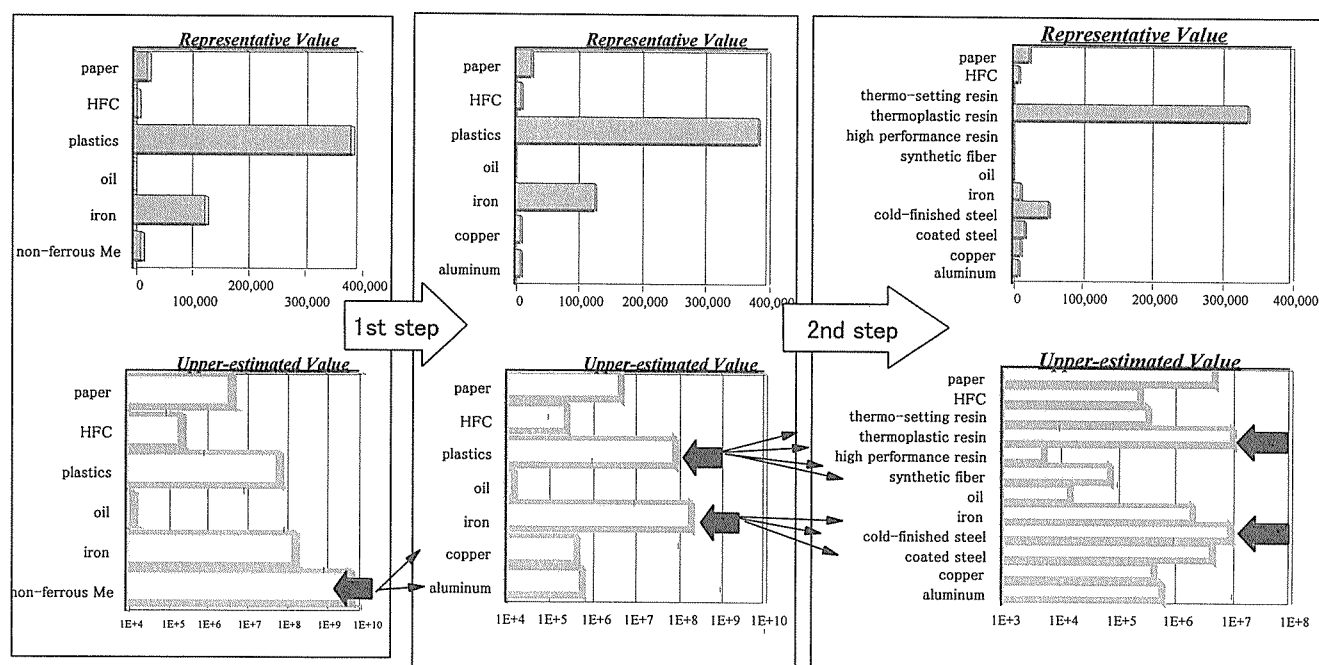 Representative Value
paper
HFC
plastics
oil
iron
non-ferrous Me
0
100,000
200,000
300,000
400,000
Upper-estimated Value
paper
HFC
plastics
oil
iron
non-ferrous Me
1E+4 1E+5 1E+6 1E+7 1E+8 1E+9 1E+10
1st step
Representative Value
paper
HFC
plastics
oil
iron
copper
aluminum
0
100,000
200,000
300,000
400,000
Upper-estimated Value
paper
HFC
plastics
oil
iron
copper
aluminum
1E+4 1E+5 1E+6 1E+7 1E+8 1E+9 1E+10
2nd step
Representative Value
paper
HFC
thermo-setting resin
thermoplastic resin
high performance resin
synthetic fiber
oil
iron
cold-finished steel
coated steel
copper
aluminum
0
100,000
200,000
300,000
400,000
Upper-estimated Value
paper
HFC
thermo-setting resin
thermoplastic resin
high performance resin
synthetic fiber
oil
iron
cold-finished steel
coated steel
copper
aluminum
1E+3 1E+4 1E+5 1E+6 1E+7 1E+8